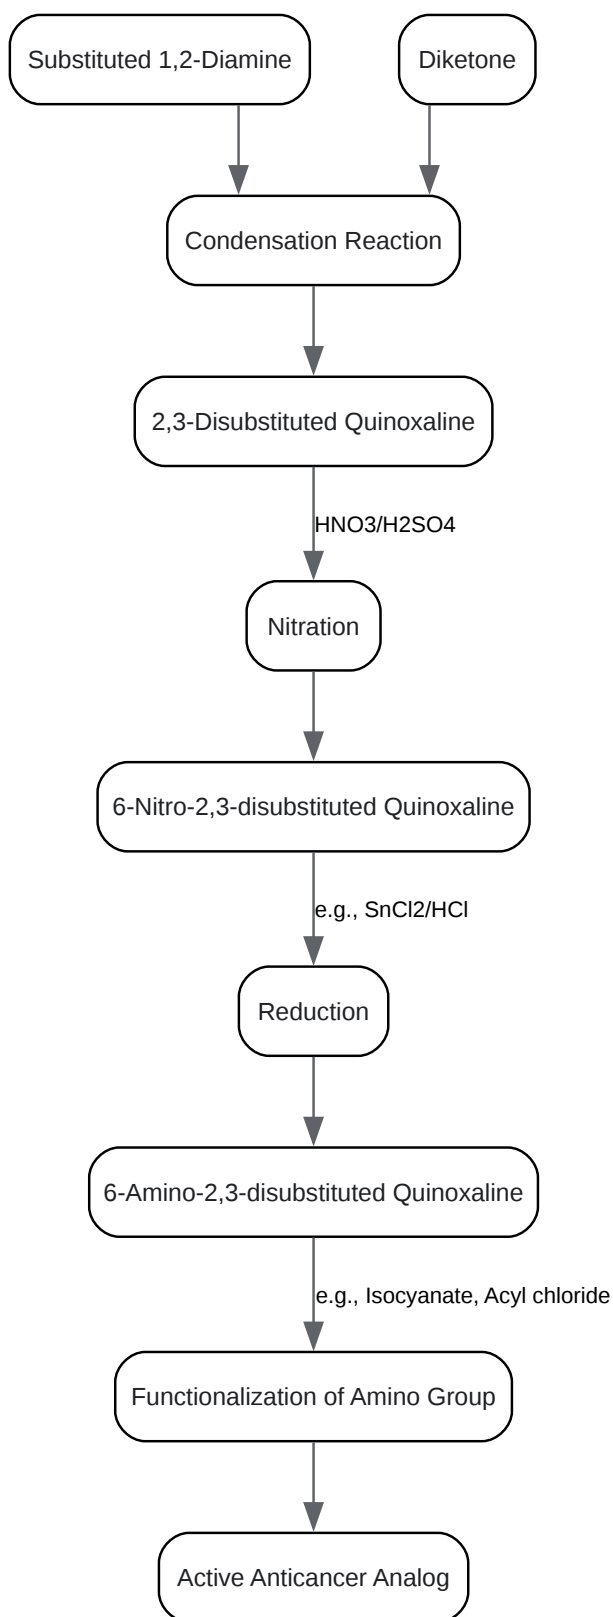 Substituted 1,2-Diamine
Diketone
Condensation Reaction
2,3-Disubstituted Quinoxaline
HNO3/H2SO4
Nitration
6-Nitro-2,3-disubstituted Quinoxaline
e.g., SnCl2/HCl
Reduction
6-Amino-2,3-disubstituted Quinoxaline
e.g., Isocyanate, Acyl chloride
Functionalization of Amino Group
Active Anticancer Analog